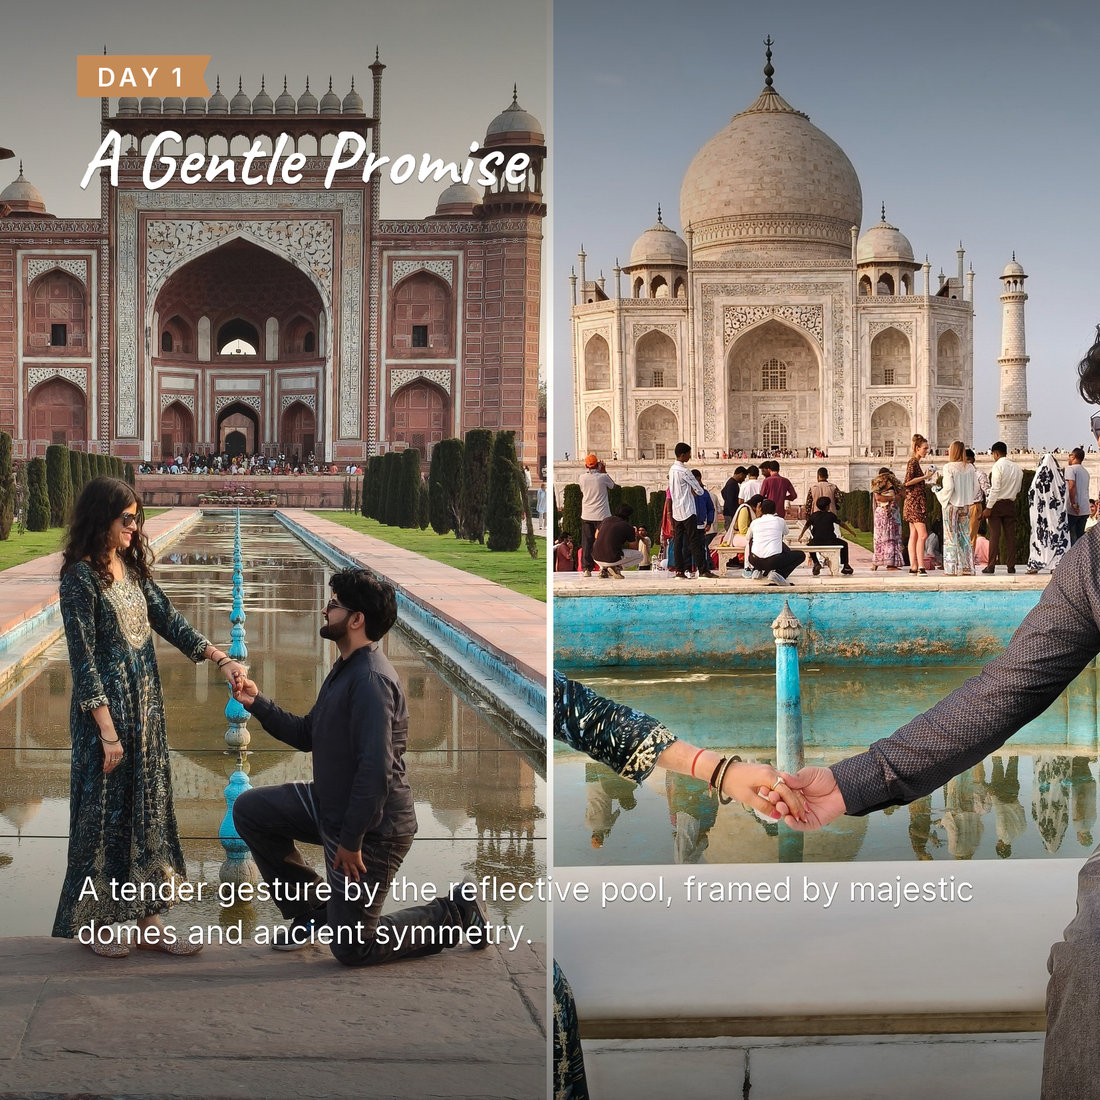 DAY 1
A Gentle Promise
A tender gesture by the reflective pool, framed by majestic
domes and ancient symmetry.